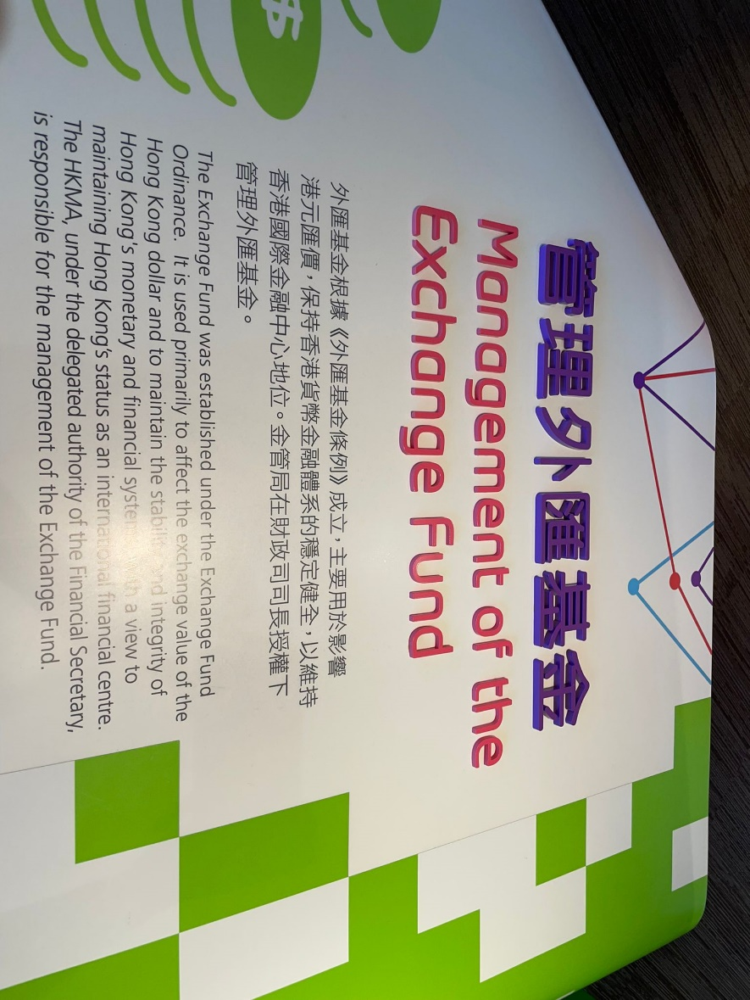 $
管理外匯基金
Management of the
Exchange Fund
外匯基金根據《外匯基金條例》成立，主要用於影響
港元匯價，保持香港貨幣金融體系的穩定健全，以維持
香港國際金融中心地位。金管局在財政司司長授權下
管理外匯基金。
The Exchange Fund was established under the Exchange Fund
Ordinance. It is used primarily to affect the exchange value of the
Hong Kong dollar and to maintain the stability and integrity of
Hong Kong's monetary and financial systems with a view to
maintaining Hong Kong's status as an international financial centre.
The HKMA, under the delegated authority of the Financial Secretary,
is responsible for the management of the Exchange Fund.